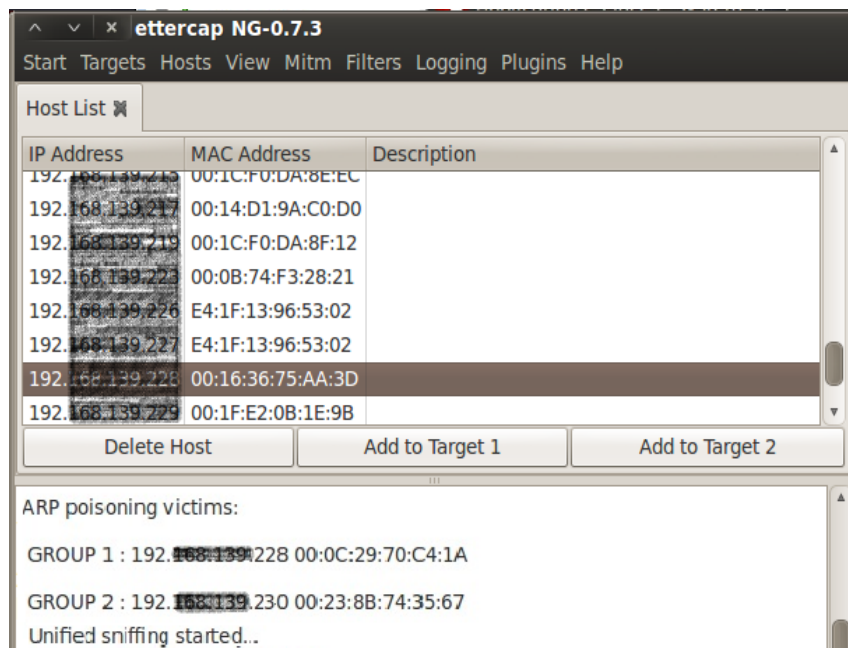 ettercap NG-0.7.3
Start Targets Hosts View Mitm Filters Logging Plugins Help
Host List
IP Address MAC Address Description
192.168.139.215 00:1C:F0:DA:8E:EC
192.168.139.217 00:14:D1:9A:C0:D0
192.168.139.219 00:1C:F0:DA:8F:12
192.168.139.223 00:0B:74:F3:28:21
192.168.139.226 E4:1F:13:96:53:02
192.168.139.227 E4:1F:13:96:53:02
192.168.139.228 00:16:36:75:AA:3D
192.168.139.229 00:1F:E2:0B:1E:9B
Delete Host Add to Target 1 Add to Target 2
ARP poisoning victims:
GROUP 1 : 192.168.139.228 00:0C:29:70:C4:1A
GROUP 2 : 192.168.139.230 00:23:8B:74:35:67
Unified sniffing started...